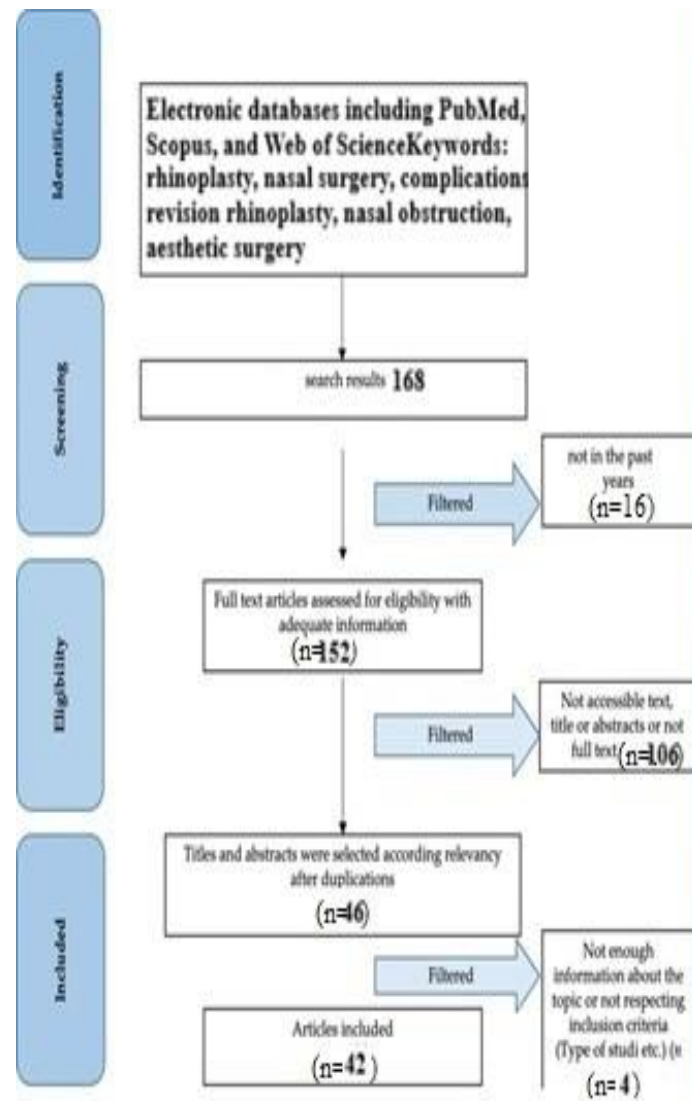 Identification
Electronic databases including PubMed,
Scopus, and Web of ScienceKeywords:
rhinoplasty, nasal surgery, complications
revision rhinoplasty, nasal obstruction,
aesthetic surgery
Screening
search results 168
Filtered
not in the past
years
(n=16)
Eligibility
Full text articles assessed for eligibility with
adequate information
(n=152)
Filtered
Not accessible text,
title or abstracts or not
full text (n=106
Included
Titles and abstracts were selected according relevancy
after duplications
(n=46)
Filtered
Not enough
information about the
topic or not respecting
inclusion criteria
(Type of studi etc.) (n
(n=4)
Articles included
(n=42)